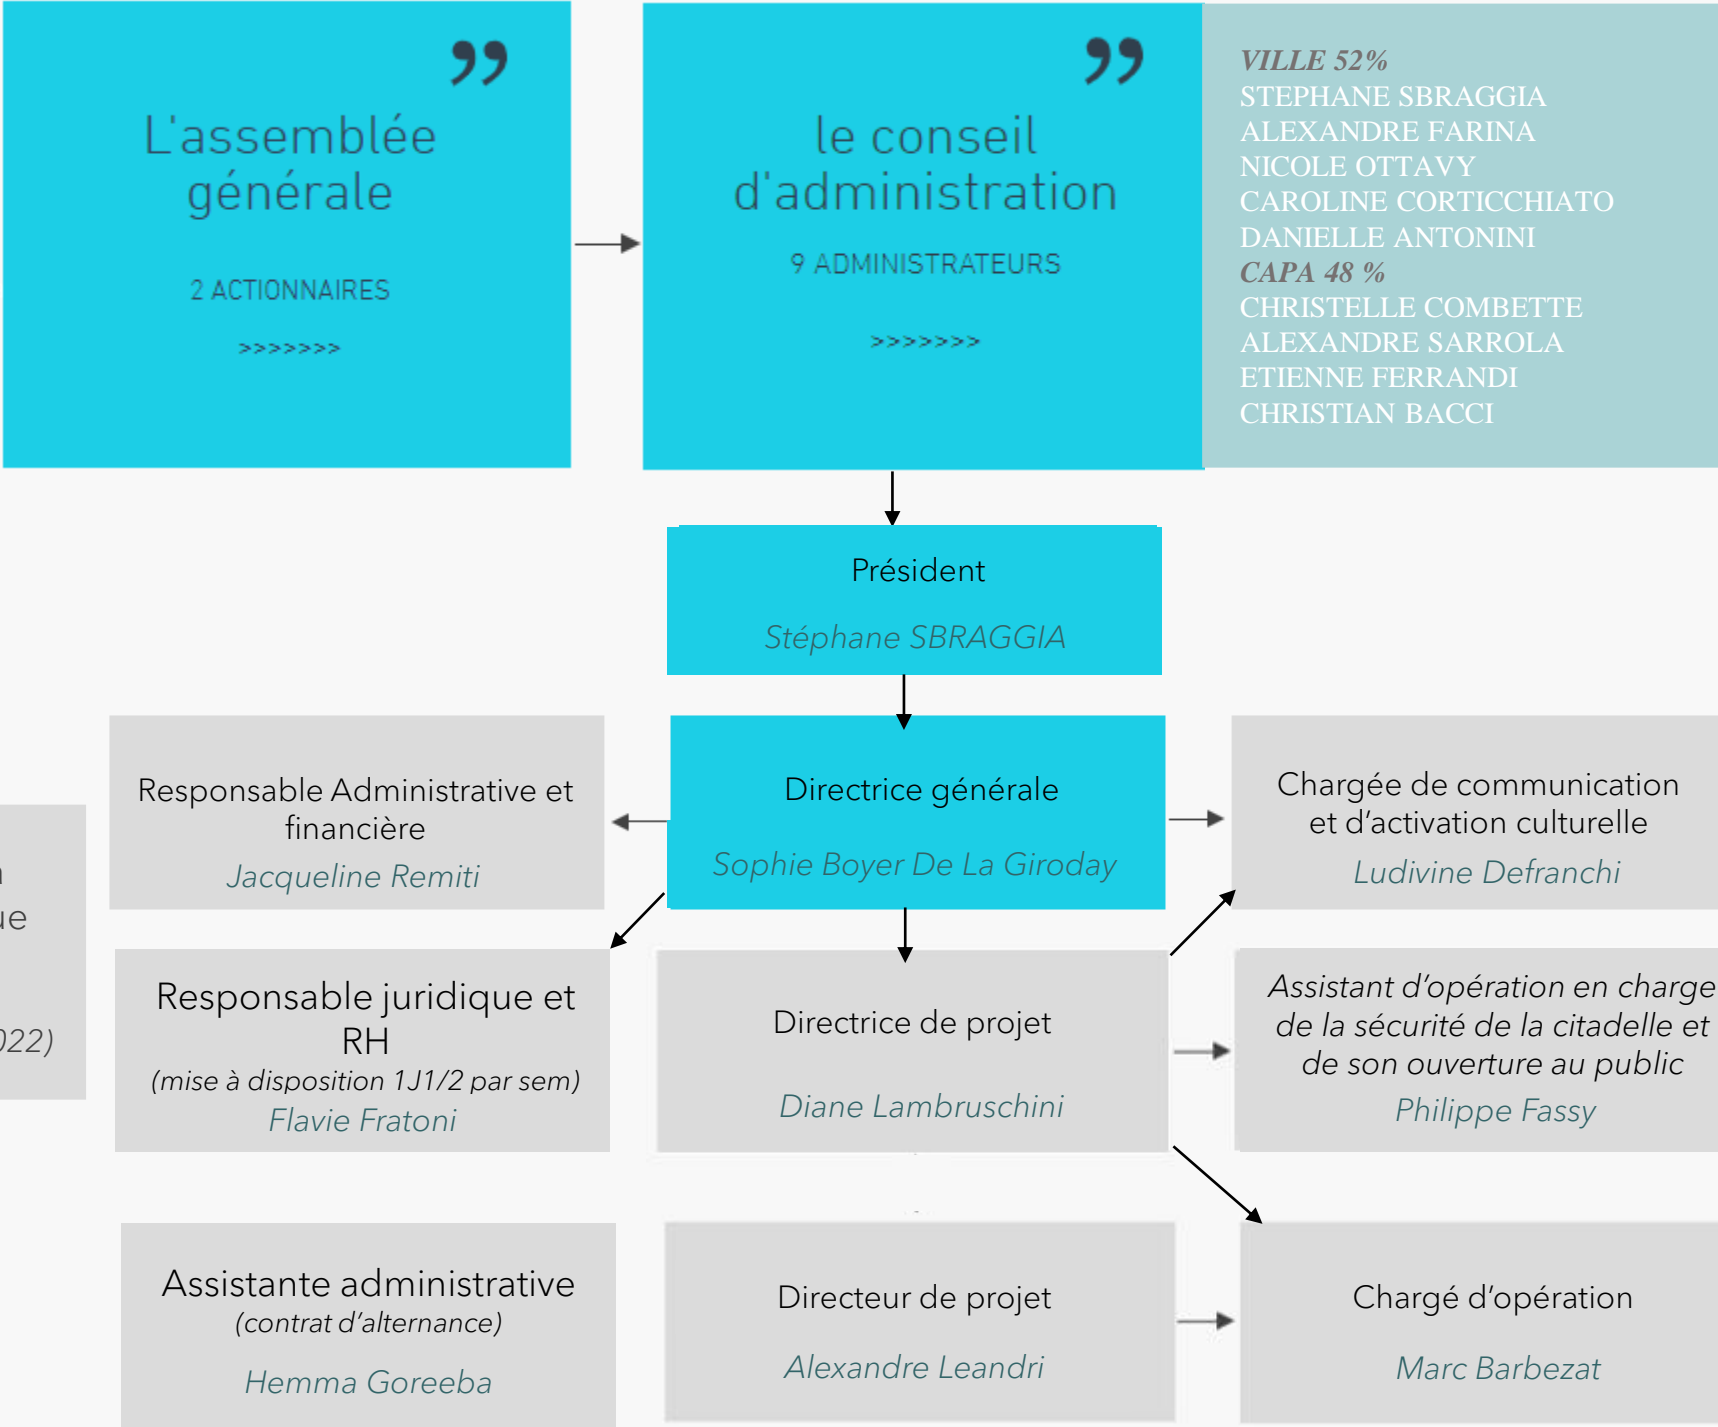 ”
L'assemblée
générale
2 ACTIONNAIRES
>>>>>>>
”
le conseil
d'administration
9 ADMINISTRATEURS
>>>>>>>
VILLE 52%
STEPHANE SBRAGGIA
ALEXANDRE FARINA
NICOLE OTTAVY
CAROLINE CORTICCHIATO
DANIELLE ANTONINI
CAPA 48 %
CHRISTELLE COMBETTE
ALEXANDRE SARROLA
ETIENNE FERRANDI
CHRISTIAN BACCI
Président
Stéphane SBRAGGIA
Responsable Administrative et
financière
Jacqueline Remiti
Directrice générale
Sophie Boyer De La Giroday
Chargée de communication
et d’activation culturelle
Ludivine Defranchi
Responsable juridique et
RH
(mise à disposition 1J1/2 par sem)
Flavie Fratoni
Directrice de projet
Diane Lambruschini
Assistant d’opération en charge
de la sécurité de la citadelle et
de son ouverture au public
Philippe Fassy
Assistante administrative
(contrat d’alternance)
Hemma Goreeba
Directeur de projet
Alexandre Leandri
Chargé d’opération
Marc Barbezat